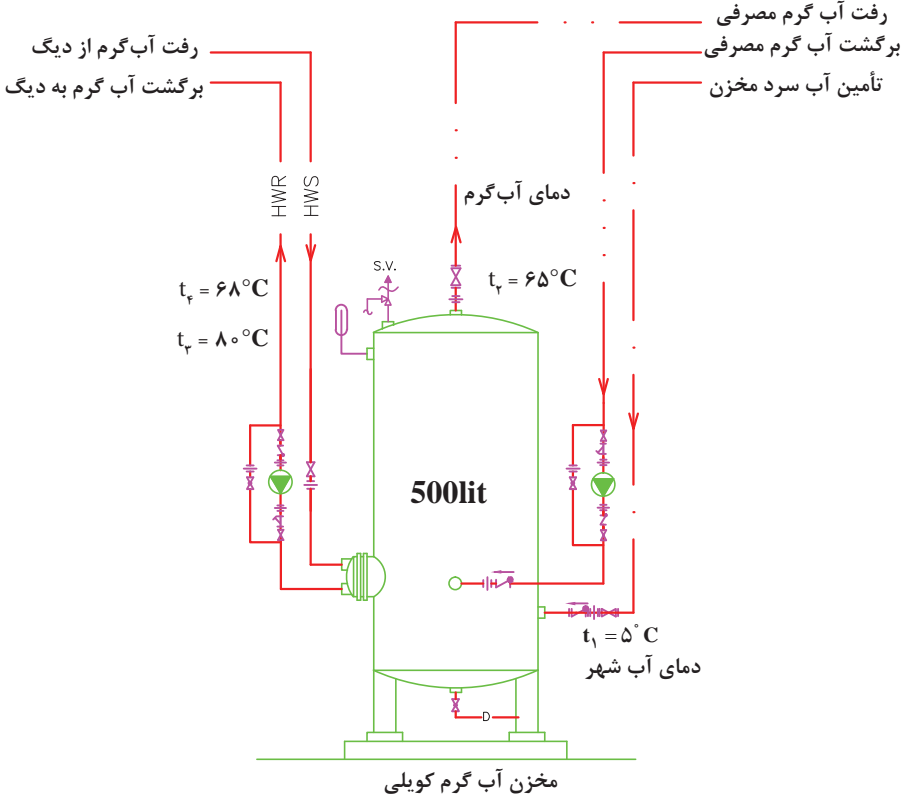 رفت آب گرم مصرفی
برگشت آب گرم مصرفی
تأمین آب سرد مخزن
رفت آب‌گرم از دیگ
برگشت آب گرم به دیگ
HWR
HWS
دمای آب‌گرم
S.V.
t۲ = ۶۵°C
t۴ = ۶۸°C
t۳ = ۸۰°C
500lit
t۱ = ۵°C
دمای آب شهر
D
مخزن آب گرم کویلی